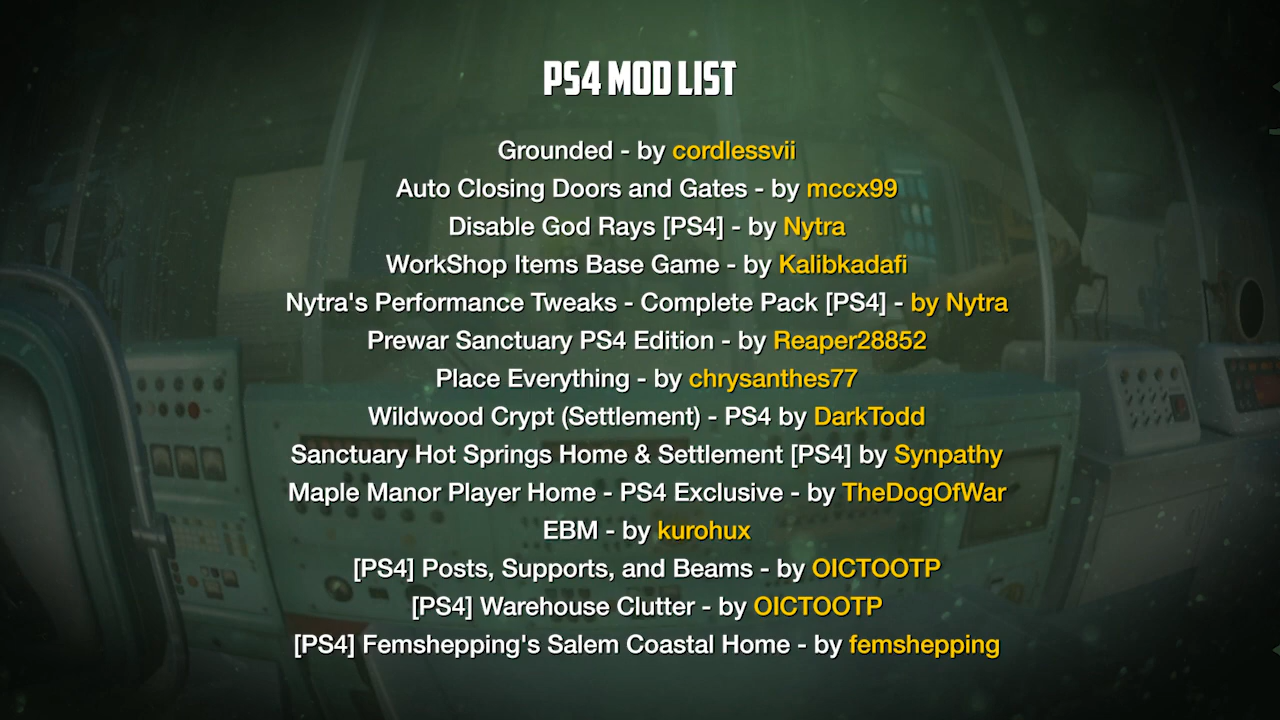 PS4 MOD LIST
Grounded - by cordlessvii
Auto Closing Doors and Gates - by mccx99
Disable God Rays [PS4] - by Nytra
WorkShop Items Base Game - by Kalibkadafi
Nytra's Performance Tweaks - Complete Pack [PS4] - by Nytra
Prewar Sanctuary PS4 Edition - by Reaper28852
Place Everything - by chrysanthes77
Wildwood Crypt (Settlement) - PS4 by DarkTodd
Sanctuary Hot Springs Home & Settlement [PS4] by Synpathy
Maple Manor Player Home - PS4 Exclusive - by TheDogOfWar
EBM - by kurohux
[PS4] Posts, Supports, and Beams - by OICTOOTP
[PS4] Warehouse Clutter - by OICTOOTP
[PS4] Femshepping's Salem Coastal Home - by femshepping